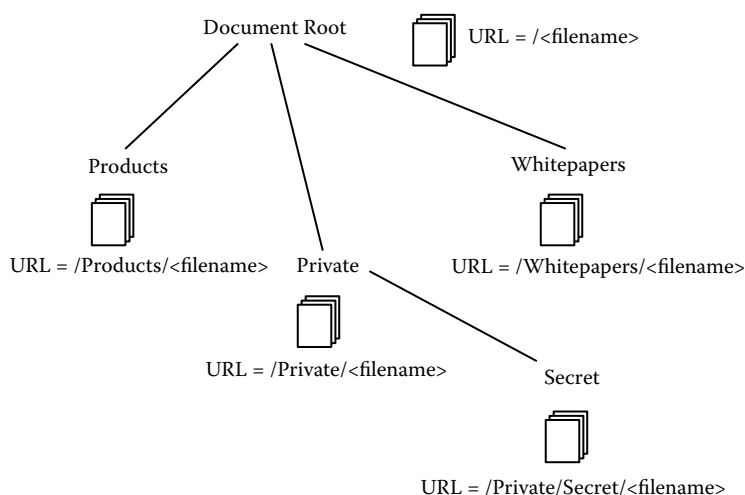 Document Root
URL = /<filename>
Products
Whitepapers
URL = /Products/<filename>
Private
URL = /Whitepapers/<filename>
URL = /Private/<filename>
Secret
URL = /Private/Secret/<filename>